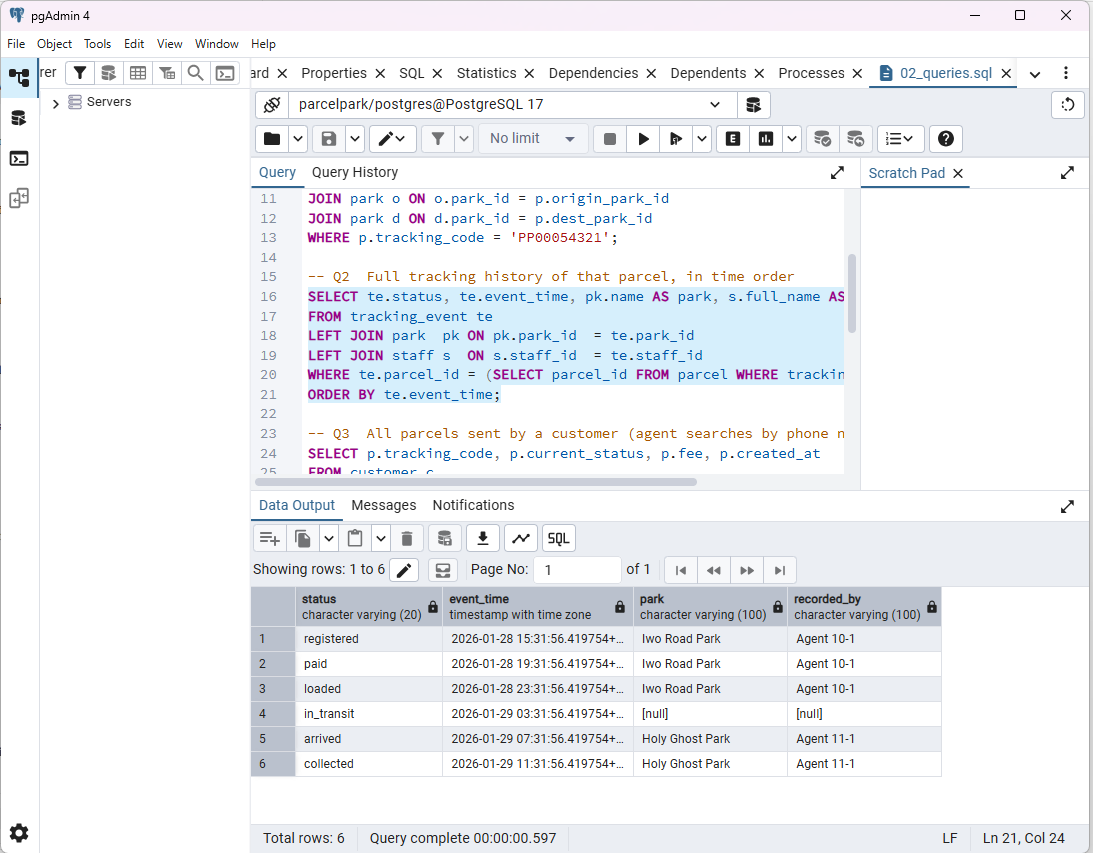 pgAdmin 4
File Object Tools Edit View Window Help
rer
ard Properties SQL Statistics Dependencies Dependents Processes 02_queries.sql
Servers
parcelpark/postgres@PostgreSQL 17
No limit
E
Query Query History
Scratch Pad
11 JOIN park o ON o.park_id = p.origin_park_id
12 JOIN park d ON d.park_id = p.dest_park_id
13 WHERE p.tracking_code = 'PP00054321';
14
15 -- Q2  Full tracking history of that parcel, in time order
16 SELECT te.status, te.event_time, pk.name AS park, s.full_name AS
17 FROM tracking_event te
18 LEFT JOIN park  pk ON pk.park_id  = te.park_id
19 LEFT JOIN staff s  ON s.staff_id  = te.staff_id
20 WHERE te.parcel_id = (SELECT parcel_id FROM parcel WHERE trackin
21 ORDER BY te.event_time;
22
23 -- Q3  All parcels sent by a customer (agent searches by phone n
24 SELECT p.tracking_code, p.current_status, p.fee, p.created_at
25 FROM customer c
Data Output Messages Notifications
SQL
Showing rows: 1 to 6 Page No: 1 of 1
status event_time park recorded_by
character varying (20) timestamp with time zone character varying (100) character varying (100)
1 registered 2026-01-28 15:31:56.419754+... Iwo Road Park Agent 10-1
2 paid 2026-01-28 19:31:56.419754+... Iwo Road Park Agent 10-1
3 loaded 2026-01-28 23:31:56.419754+... Iwo Road Park Agent 10-1
4 in_transit 2026-01-29 03:31:56.419754+... [null] [null]
5 arrived 2026-01-29 07:31:56.419754+... Holy Ghost Park Agent 11-1
6 collected 2026-01-29 11:31:56.419754+... Holy Ghost Park Agent 11-1
Total rows: 6 Query complete 00:00:00.597 LF Ln 21, Col 24